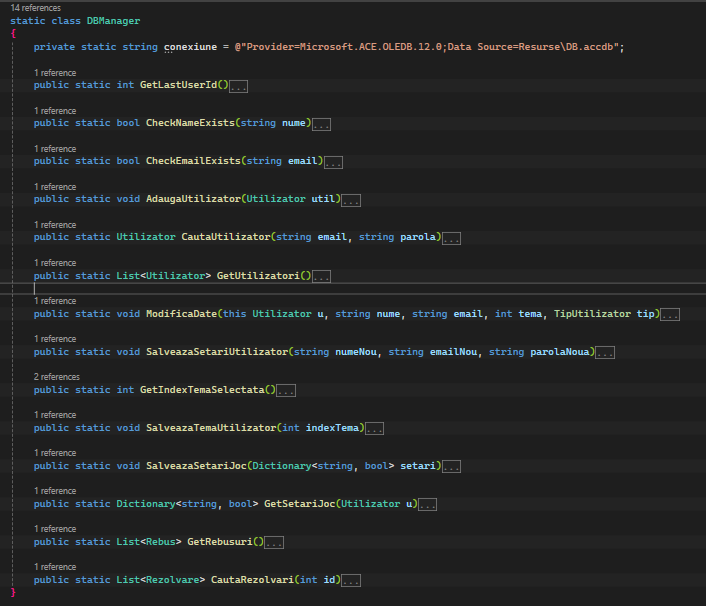 14 references
static class DBManager
{
private static string conexiune = @"Provider=Microsoft.ACE.OLEDB.12.0;Data Source=Resurse\DB.accdb";
1 reference
public static int GetLastUserId()...
1 reference
public static bool CheckNameExists(string nume)...
1 reference
public static bool CheckEmailExists(string email)...
1 reference
public static void AdaugaUtilizator(Utilizator util)...
1 reference
public static Utilizator CautaUtilizator(string email, string parola)...
1 reference
public static List<Utilizator> GetUtilizatori()...
1 reference
public static void ModificaDate(this Utilizator u, string nume, string email, int tema, TipUtilizator tip)...
1 reference
public static void SalveazaSetariUtilizator(string numeNou, string emailNou, string parolaNoua)...
2 references
public static int GetIndexTemaSelectata()...
1 reference
public static void SalveazaTemaUtilizator(int indexTema)...
1 reference
public static void SalveazaSetariJoc(Dictionary<string, bool> setari)...
1 reference
public static Dictionary<string, bool> GetSetariJoc(Utilizator u)...
1 reference
public static List<Rebus> GetRebusuri()...
1 reference
public static List<Rezolvare> CautaRezolvari(int id)...
}